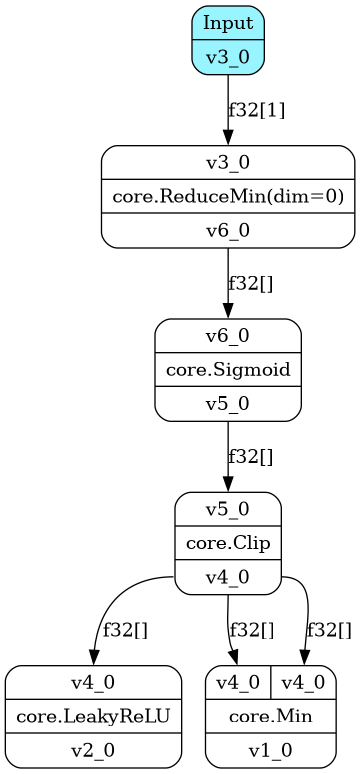 Input
v3_0
f32[1]
v3_0
core.ReduceMin(dim=0)
v6_0
f32[]
v6_0
core.Sigmoid
v5_0
f32[]
v5_0
core.Clip
v4_0
f32[] f32[] f32[]
v4_0
core.LeakyReLU
v2_0
v4_0 v4_0
core.Min
v1_0